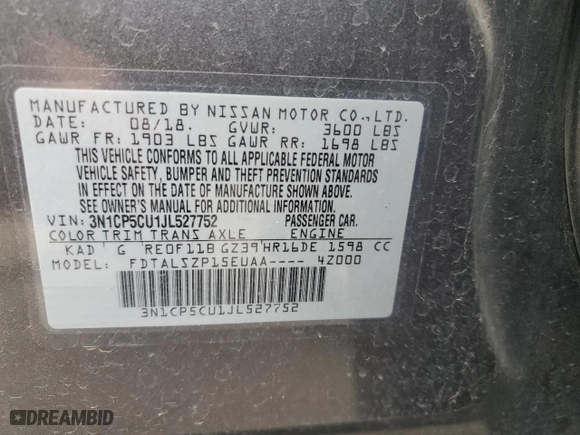 MANUFACTURED BY NISSAN MOTOR CO.,LTD.
DATE: 08/18. GVWR: 3600 LBS
GAWR FR: 1903 LBS GAWR RR: 1698 LBS
THIS VEHICLE CONFORMS TO ALL APPLICABLE FEDERAL MOTOR
VEHICLE SAFETY, BUMPER AND THEFT PREVENTION STANDARDS
IN EFFECT ON THE DATE OF MANUFACTURE SHOWN ABOVE.
SEE OWNER'S MANUAL FOR ADDITIONAL INFORMATION.
VIN: 3N1CP5CU1JL527752 PASSENGER CAR.
COLOR TRIM TRANS AXLE ENGINE
KAD G RE0F11B GZ39 HR16DE 1598 CC
MODEL: FDTALSZP15EUAA---- 4Z000
3N1CP5CU1JL527752
DREAMBID